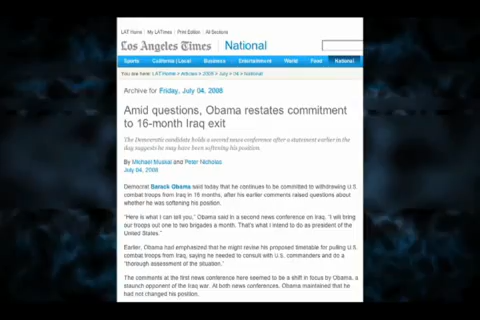 LAT Home | My LATimes | Print Edition | All Sections
Los Angeles Times | National
Sports California | Local Business Entertainment World Food National
You are here: LAT Home > Articles > 2008 > July > 04 > National
Archive for Friday, July 04, 2008
Amid questions, Obama restates commitment
to 16-month Iraq exit
The Democratic candidate holds a second news conference after a statement earlier in the
day suggests he may have been softening his position.
By Michael Muskal and Peter Nicholas
July 04, 2008
Democrat Barack Obama said today that he continues to be committed to withdrawing U.S.
combat troops from Iraq in 16 months, after his earlier comments raised questions about
whether he was softening his position.
"Here is what I can tell you," Obama said in a second news conference on Iraq. "I will bring
our troops out one to two brigades a month. That's what I intend to do as president of the
United States."
Earlier, Obama had emphasized that he might revise his proposed timetable for pulling U.S.
combat troops from Iraq, saying he needed to consult with U.S. commanders and do a
"thorough assessment of the situation."
The comments at the first news conference here seemed to be a shift in focus by Obama, a
staunch opponent of the Iraq war. At both news conferences, Obama maintained that he
had not changed his position.